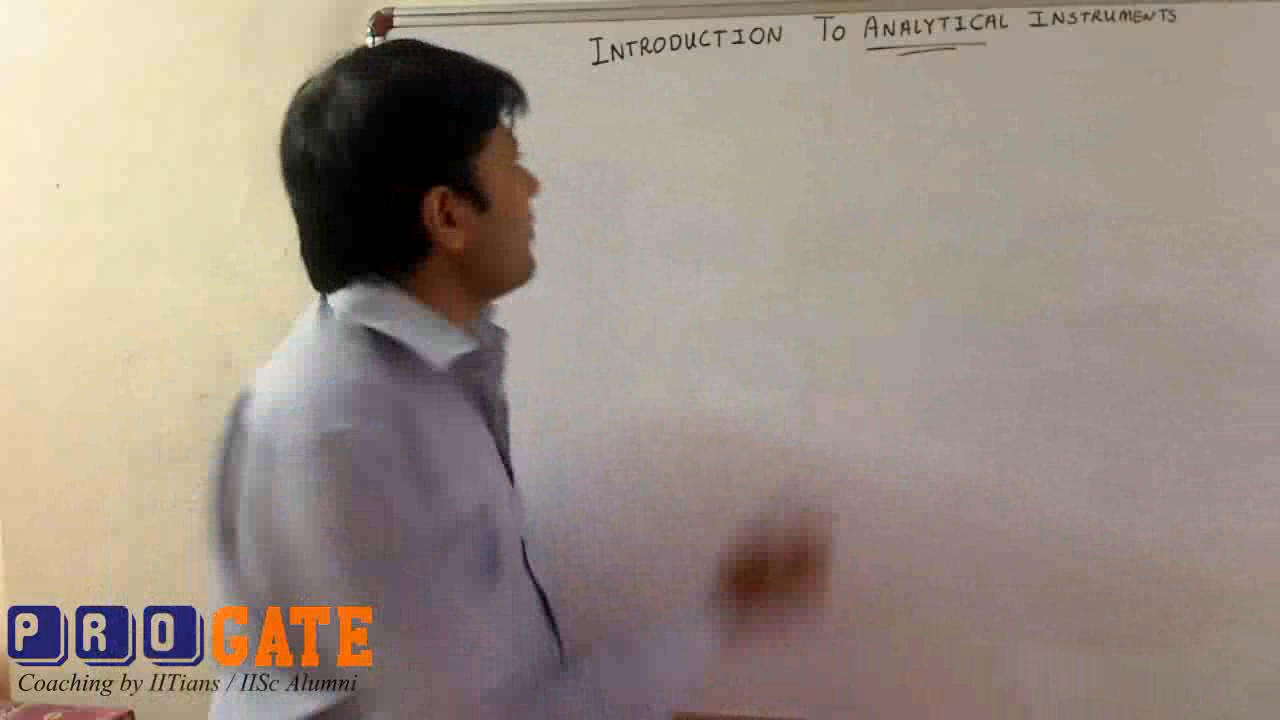 INTRODUCTION TO ANALYTICAL INSTRUMENTS
PROGATE
Coaching by IITians / IISc Alumni